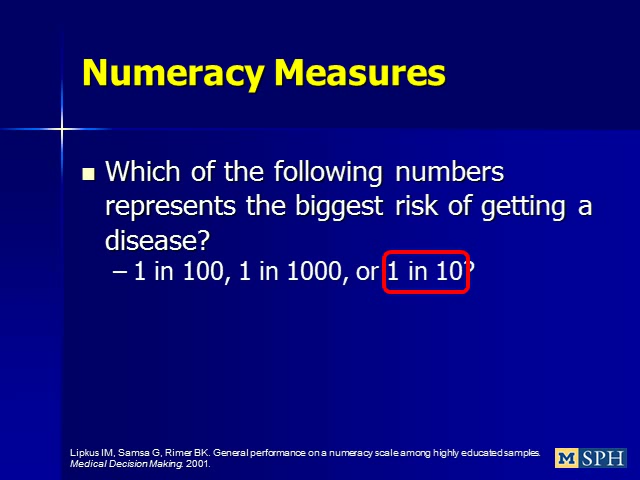 Numeracy Measures
Which of the following numbers
represents the biggest risk of getting a
disease?
– 1 in 100, 1 in 1000, or 1 in 10?
Lipkus IM, Samsa G, Rimer BK. General performance on a numeracy scale among highly educated samples.
Medical Decision Making. 2001.
M SPH